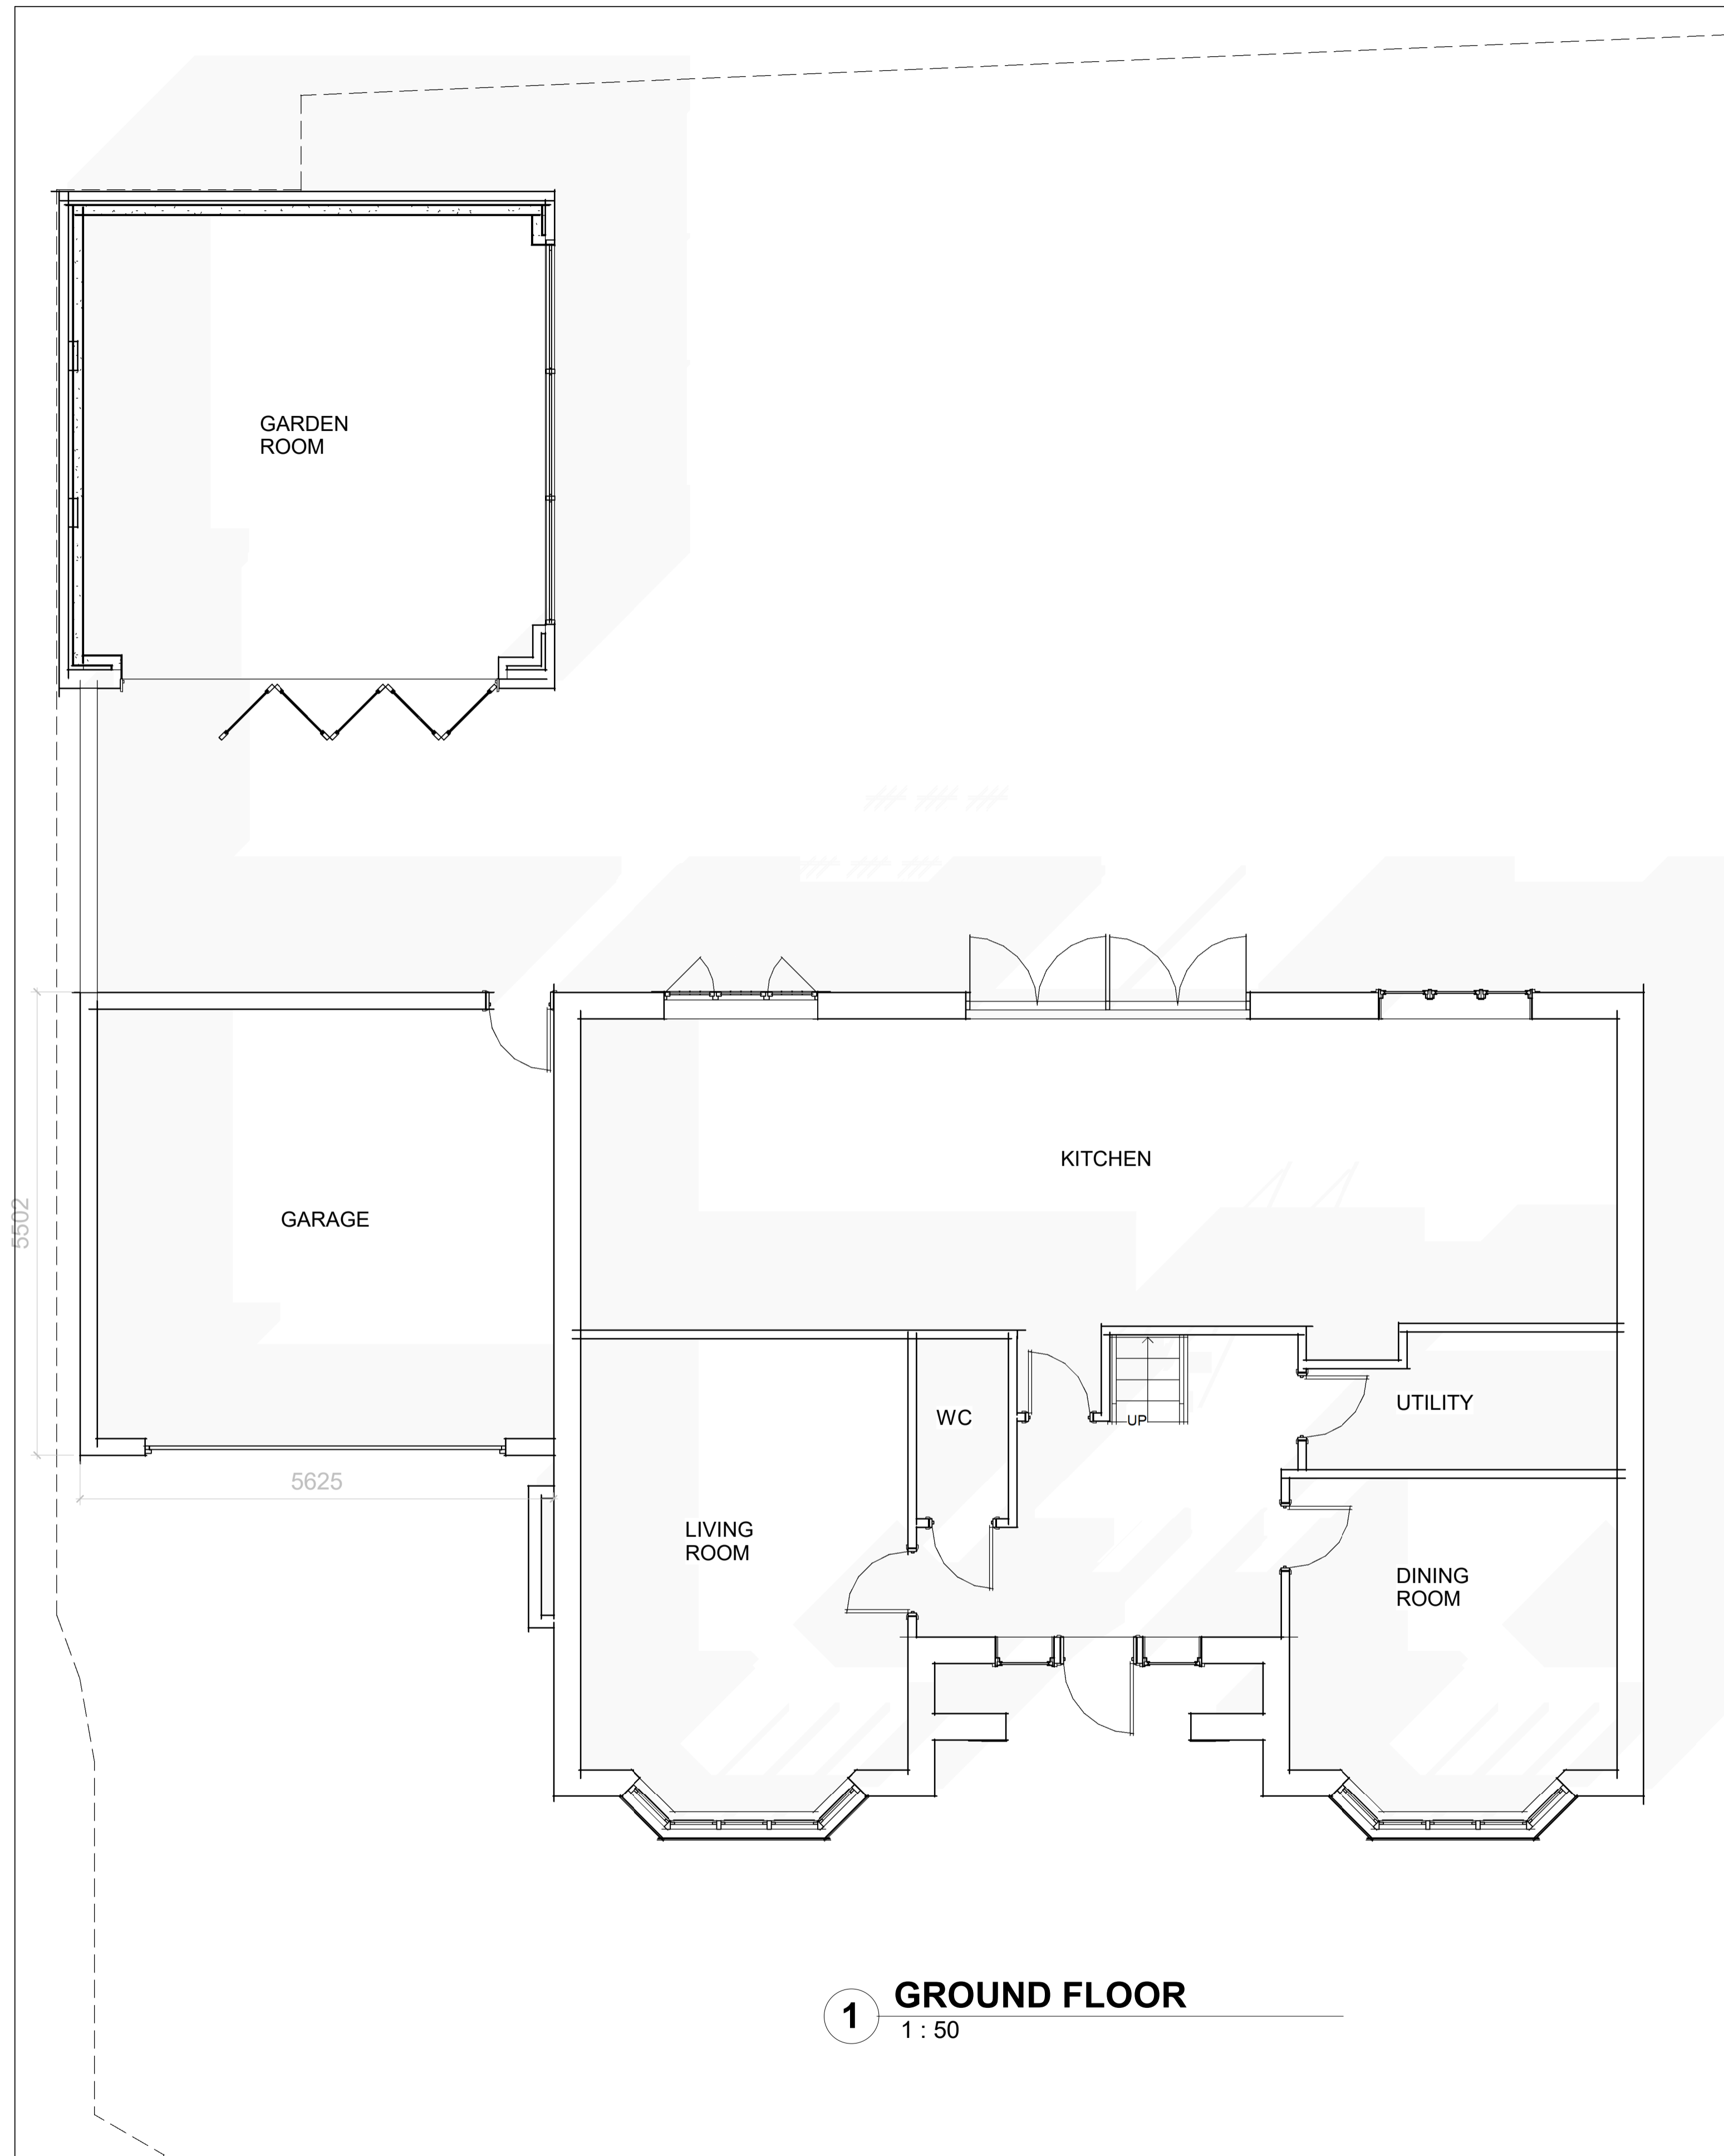 GARDEN
ROOM
KITCHEN
GARAGE
5502
UTILITY
WC
UP
5625
LIVING
ROOM
DINING
ROOM
1
GROUND FLOOR
1 : 50